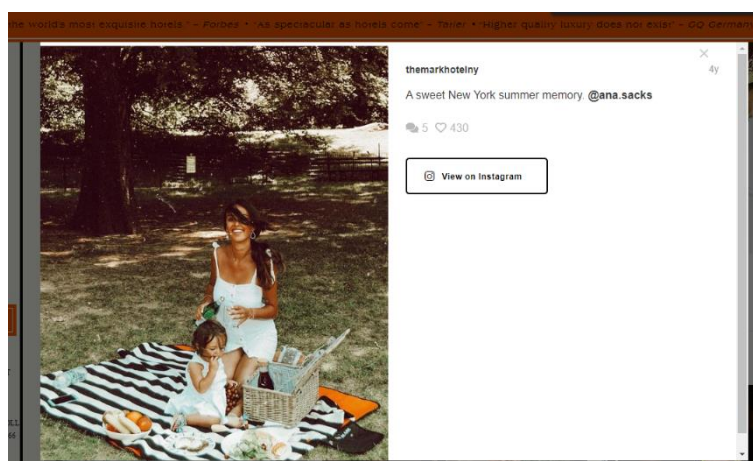 the world's most exquisite hotels." – Forbes • "As spectacular as hotels come" – Tatler • "Higher quality luxury does not exist" – GQ German
themarkhotelny
4y
A sweet New York summer memory. @ana.sacks
5 430
View on Instagram